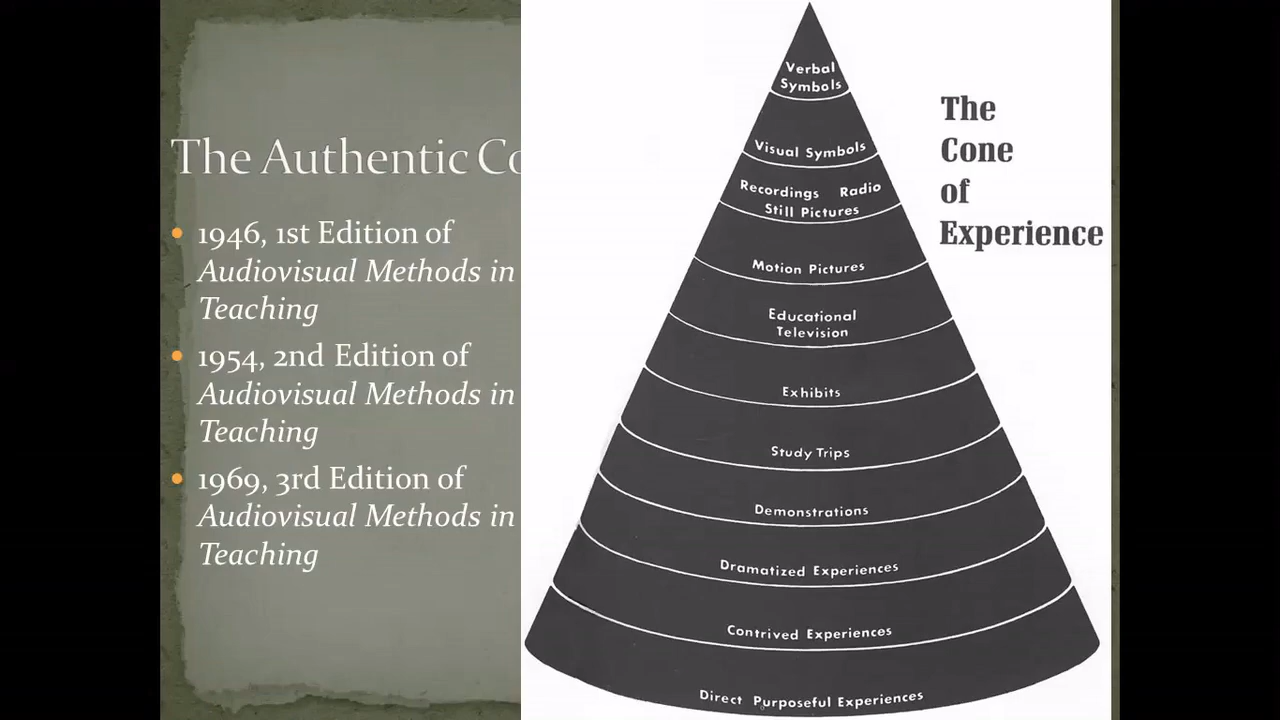 The Authentic Co
• 1946, 1st Edition of
Audiovisual Methods in
Teaching
• 1954, 2nd Edition of
Audiovisual Methods in
Teaching
• 1969, 3rd Edition of
Audiovisual Methods in
Teaching
The
Cone
of
Experience
Verbal
Symbols
Visual Symbols
Recordings Radio
Still Pictures
Motion Pictures
Educational
Television
Exhibits
Study Trips
Demonstrations
Dramatized Experiences
Contrived Experiences
Direct Purposeful Experiences